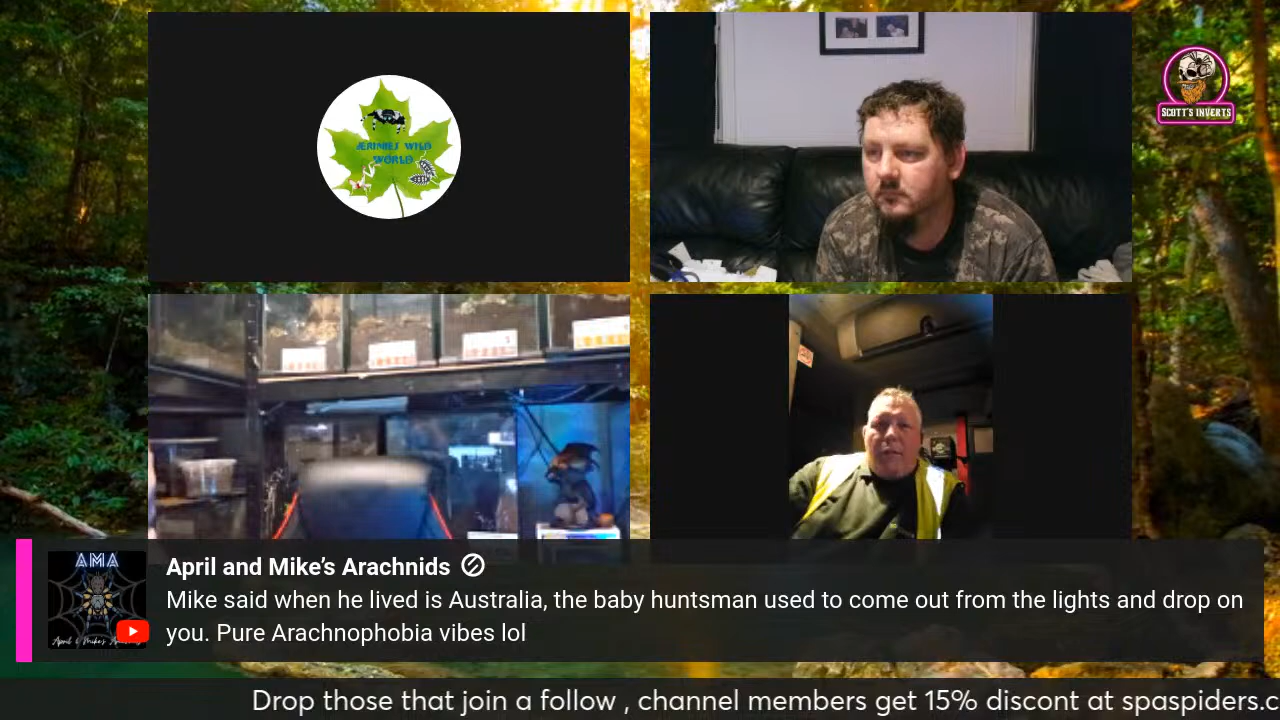 JENNIES WILD
WORLD
SCOTT'S INVERTS
AMA
April and Mike’s Arachnids
Mike said when he lived is Australia, the baby huntsman used to come out from the lights and drop on
you. Pure Arachnophobia vibes lol
Drop those that join a follow , channel members get 15% discont at spaspiders.c